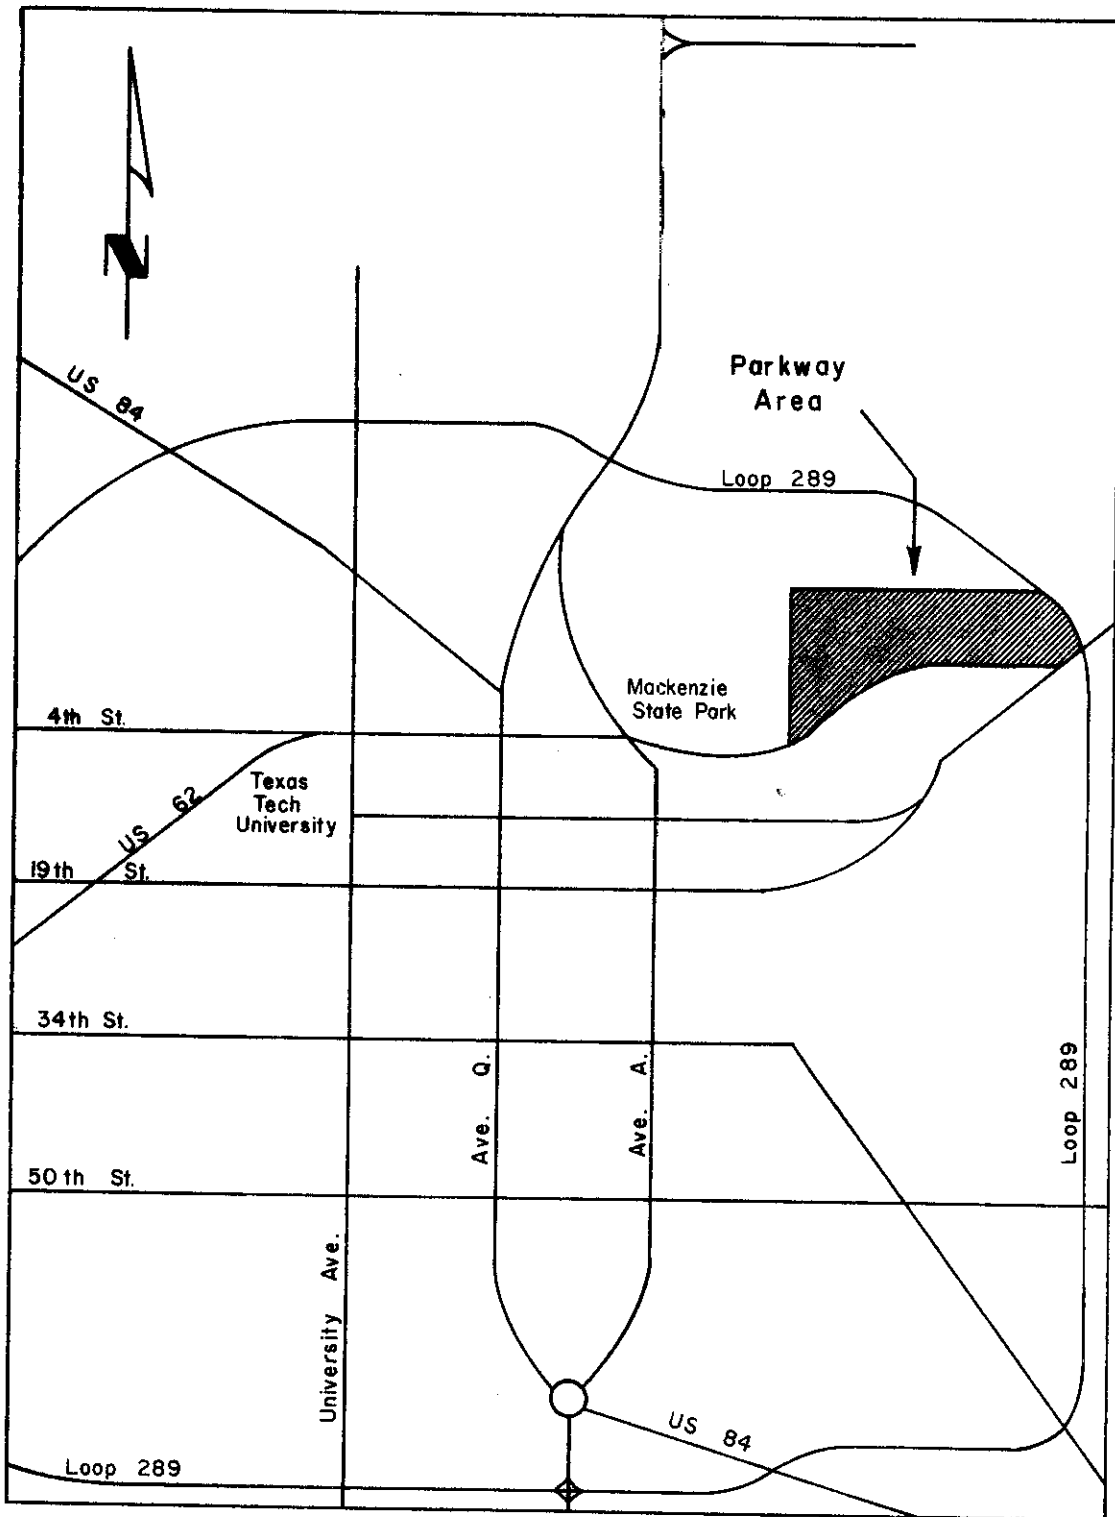 N
US 84
Parkway
Area
Loop 289
Mackenzie
State Park
4th St.
Texas
Tech
University
US 62
19th St.
34th St.
Ave. Q.
Ave. A.
Loop 289
50th St.
University Ave.
US 84
Loop 289